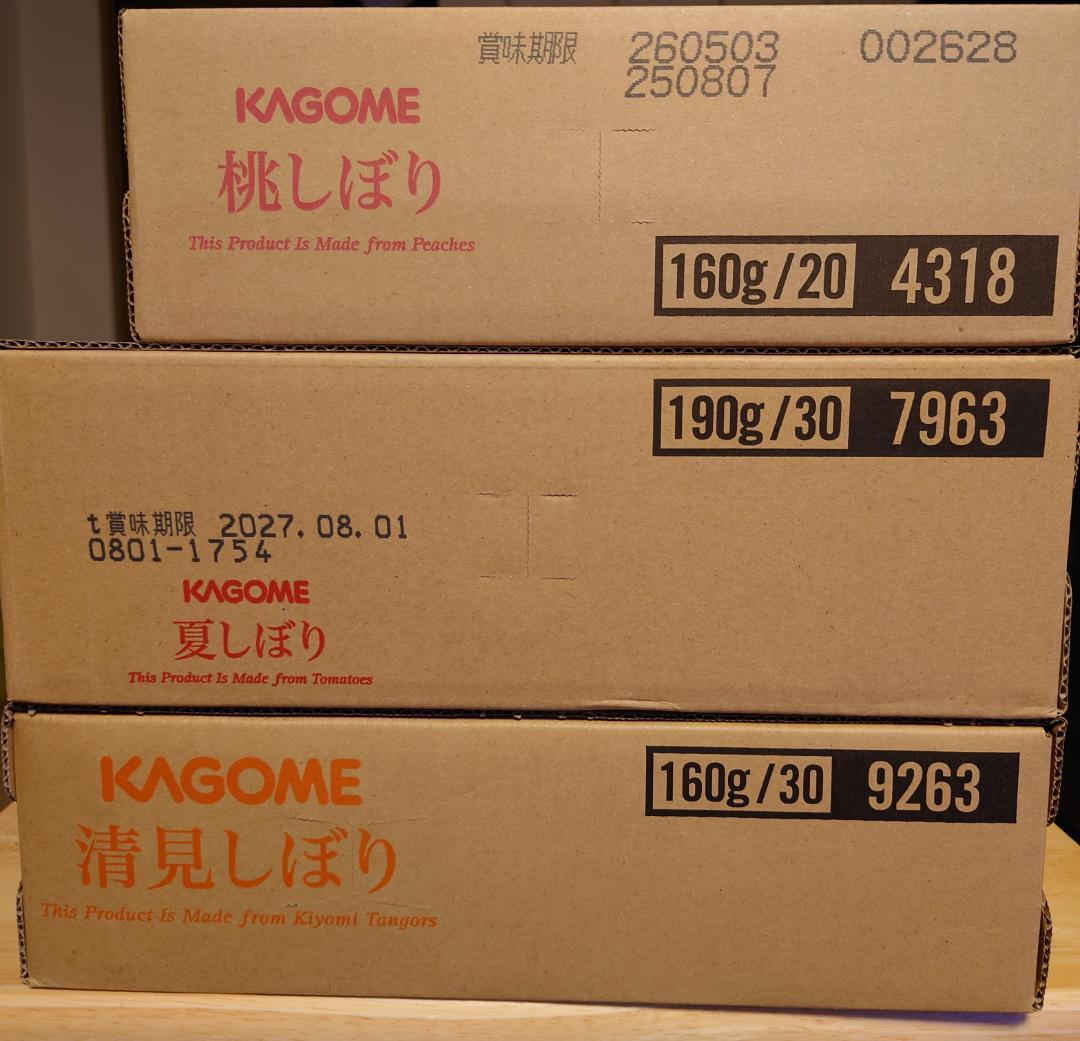 賞味期限 260503 002628
250807
KAGOME
桃しぼり
This Product Is Made from Peaches
160g/20 4318
190g/30 7963
t賞味期限 2027.08.01
0801-1754
KAGOME
夏しぼり
This Product Is Made from Tomatoes
KAGOME
160g/30 9263
清見しぼり
This Product Is Made from Kiyomi Tangors